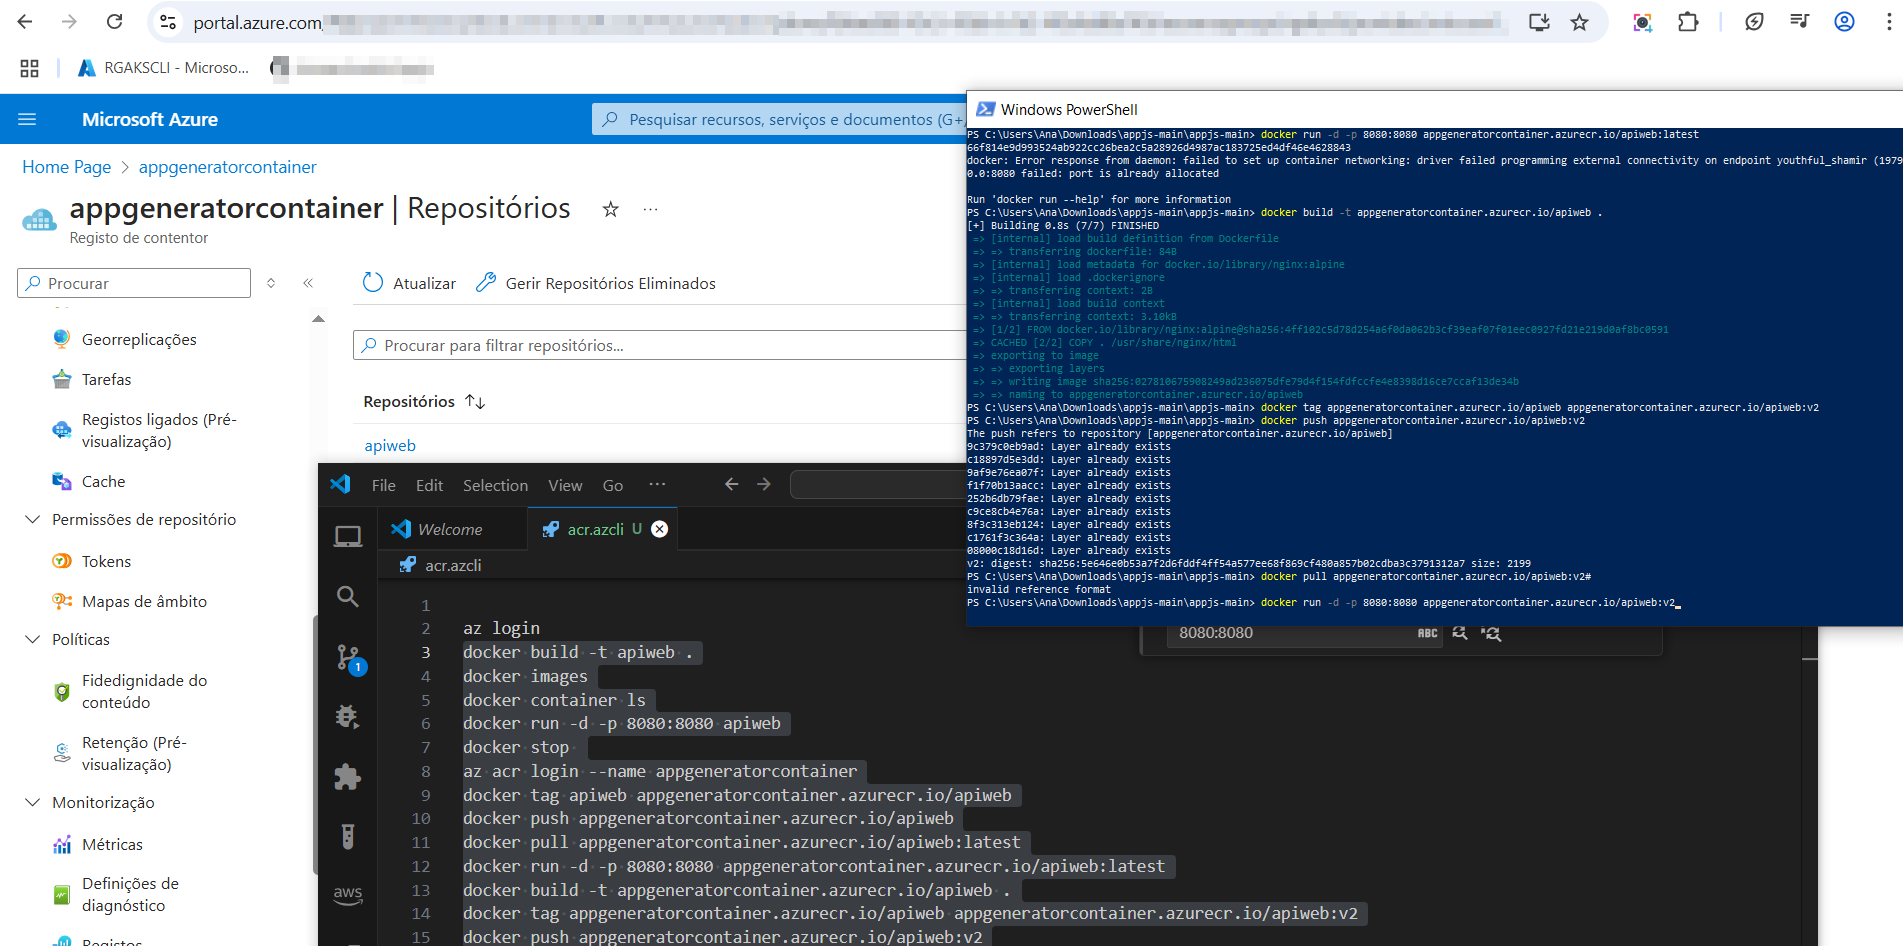 portal.azure.com
RGAKSCLI - Microso...
Microsoft Azure
Pesquisar recursos, serviços e documentos (G+/
Home Page > appgeneratorcontainer
appgeneratorcontainer | Repositórios
Registo de contentor
Procurar
Georreplicações
Tarefas
Registos ligados (Pré-
visualização)
Cache
Permissões de repositório
Tokens
Mapas de âmbito
Políticas
Fidedignidade do
conteúdo
Retenção (Pré-
visualização)
Monitorização
Métricas
Definições de
diagnóstico
Registos
Atualizar
Gerir Repositórios Eliminados
Procurar para filtrar repositórios...
Repositórios
apiweb
Windows PowerShell
PS C:\Users\Ana\Downloads\appjs-main\appjs-main> docker run -d -p 8080:8080 appgeneratorcontainer.azurecr.io/apiweb:latest
66f814e9d993524ab922cc26bea2c5a28926d4987ac183725ed4df46e4628843
docker: Error response from daemon: failed to set up container networking: driver failed programming external connectivity on endpoint youthful_shamir (1979
0.0:8080 failed: port is already allocated
Run 'docker run --help' for more information
PS C:\Users\Ana\Downloads\appjs-main\appjs-main> docker build -t appgeneratorcontainer.azurecr.io/apiweb .
[+] Building 0.8s (7/7) FINISHED
=> [internal] load build definition from Dockerfile
=> => transferring dockerfile: 84B
=> [internal] load metadata for docker.io/library/nginx:alpine
=> [internal] load .dockerignore
=> => transferring context: 2B
=> [internal] load build context
=> => transferring context: 3.10kB
=> [1/2] FROM docker.io/library/nginx:alpine@sha256:4ff102c5d78d254a6f0da062b3cf39eaf07f01eec0927fd21e219d0af8bc0591
=> CACHED [2/2] COPY . /usr/share/nginx/html
=> exporting to image
=> => exporting layers
=> => writing image sha256:027810675908249ad236075dfe79d4f154fdfccfe4e8398d16ce7ccaf13de34b
=> => naming to appgeneratorcontainer.azurecr.io/apiweb
PS C:\Users\Ana\Downloads\appjs-main\appjs-main> docker tag appgeneratorcontainer.azurecr.io/apiweb appgeneratorcontainer.azurecr.io/apiweb:v2
PS C:\Users\Ana\Downloads\appjs-main\appjs-main> docker push appgeneratorcontainer.azurecr.io/apiweb:v2
The push refers to repository [appgeneratorcontainer.azurecr.io/apiweb]
9c379c0eb9ad: Layer already exists
c18897d5e3dd: Layer already exists
9af9e76ea07f: Layer already exists
f1f70b13aacc: Layer already exists
252b6db79fae: Layer already exists
c9ce8cb4e76a: Layer already exists
8f3c313eb124: Layer already exists
c1761f3c364a: Layer already exists
08000c18d16d: Layer already exists
v2: digest: sha256:5e646e0b53a7f2d6fddf4ff54a577ee68f869cf480a857b02cdba3c3791312a7 size: 2199
PS C:\Users\Ana\Downloads\appjs-main\appjs-main> docker pull appgeneratorcontainer.azurecr.io/apiweb:v2#
invalid reference format
PS C:\Users\Ana\Downloads\appjs-main\appjs-main> docker run -d -p 8080:8080 appgeneratorcontainer.azurecr.io/apiweb:v2
8080:8080
ABC
File Edit Selection View Go ...
Welcome
acr.azcli U
acr.azcli
1
aws
1
2 az login
3 docker build -t apiweb .
4 docker images
5 docker container ls
6 docker run -d -p 8080:8080 apiweb
7 docker stop
8 az acr login --name appgeneratorcontainer
9 docker tag apiweb appgeneratorcontainer.azurecr.io/apiweb
10 docker push appgeneratorcontainer.azurecr.io/apiweb
11 docker pull appgeneratorcontainer.azurecr.io/apiweb:latest
12 docker run -d -p 8080:8080 appgeneratorcontainer.azurecr.io/apiweb:latest
13 docker build -t appgeneratorcontainer.azurecr.io/apiweb .
14 docker tag appgeneratorcontainer.azurecr.io/apiweb appgeneratorcontainer.azurecr.io/apiweb:v2
15 docker push appgeneratorcontainer.azurecr.io/apiweb:v2